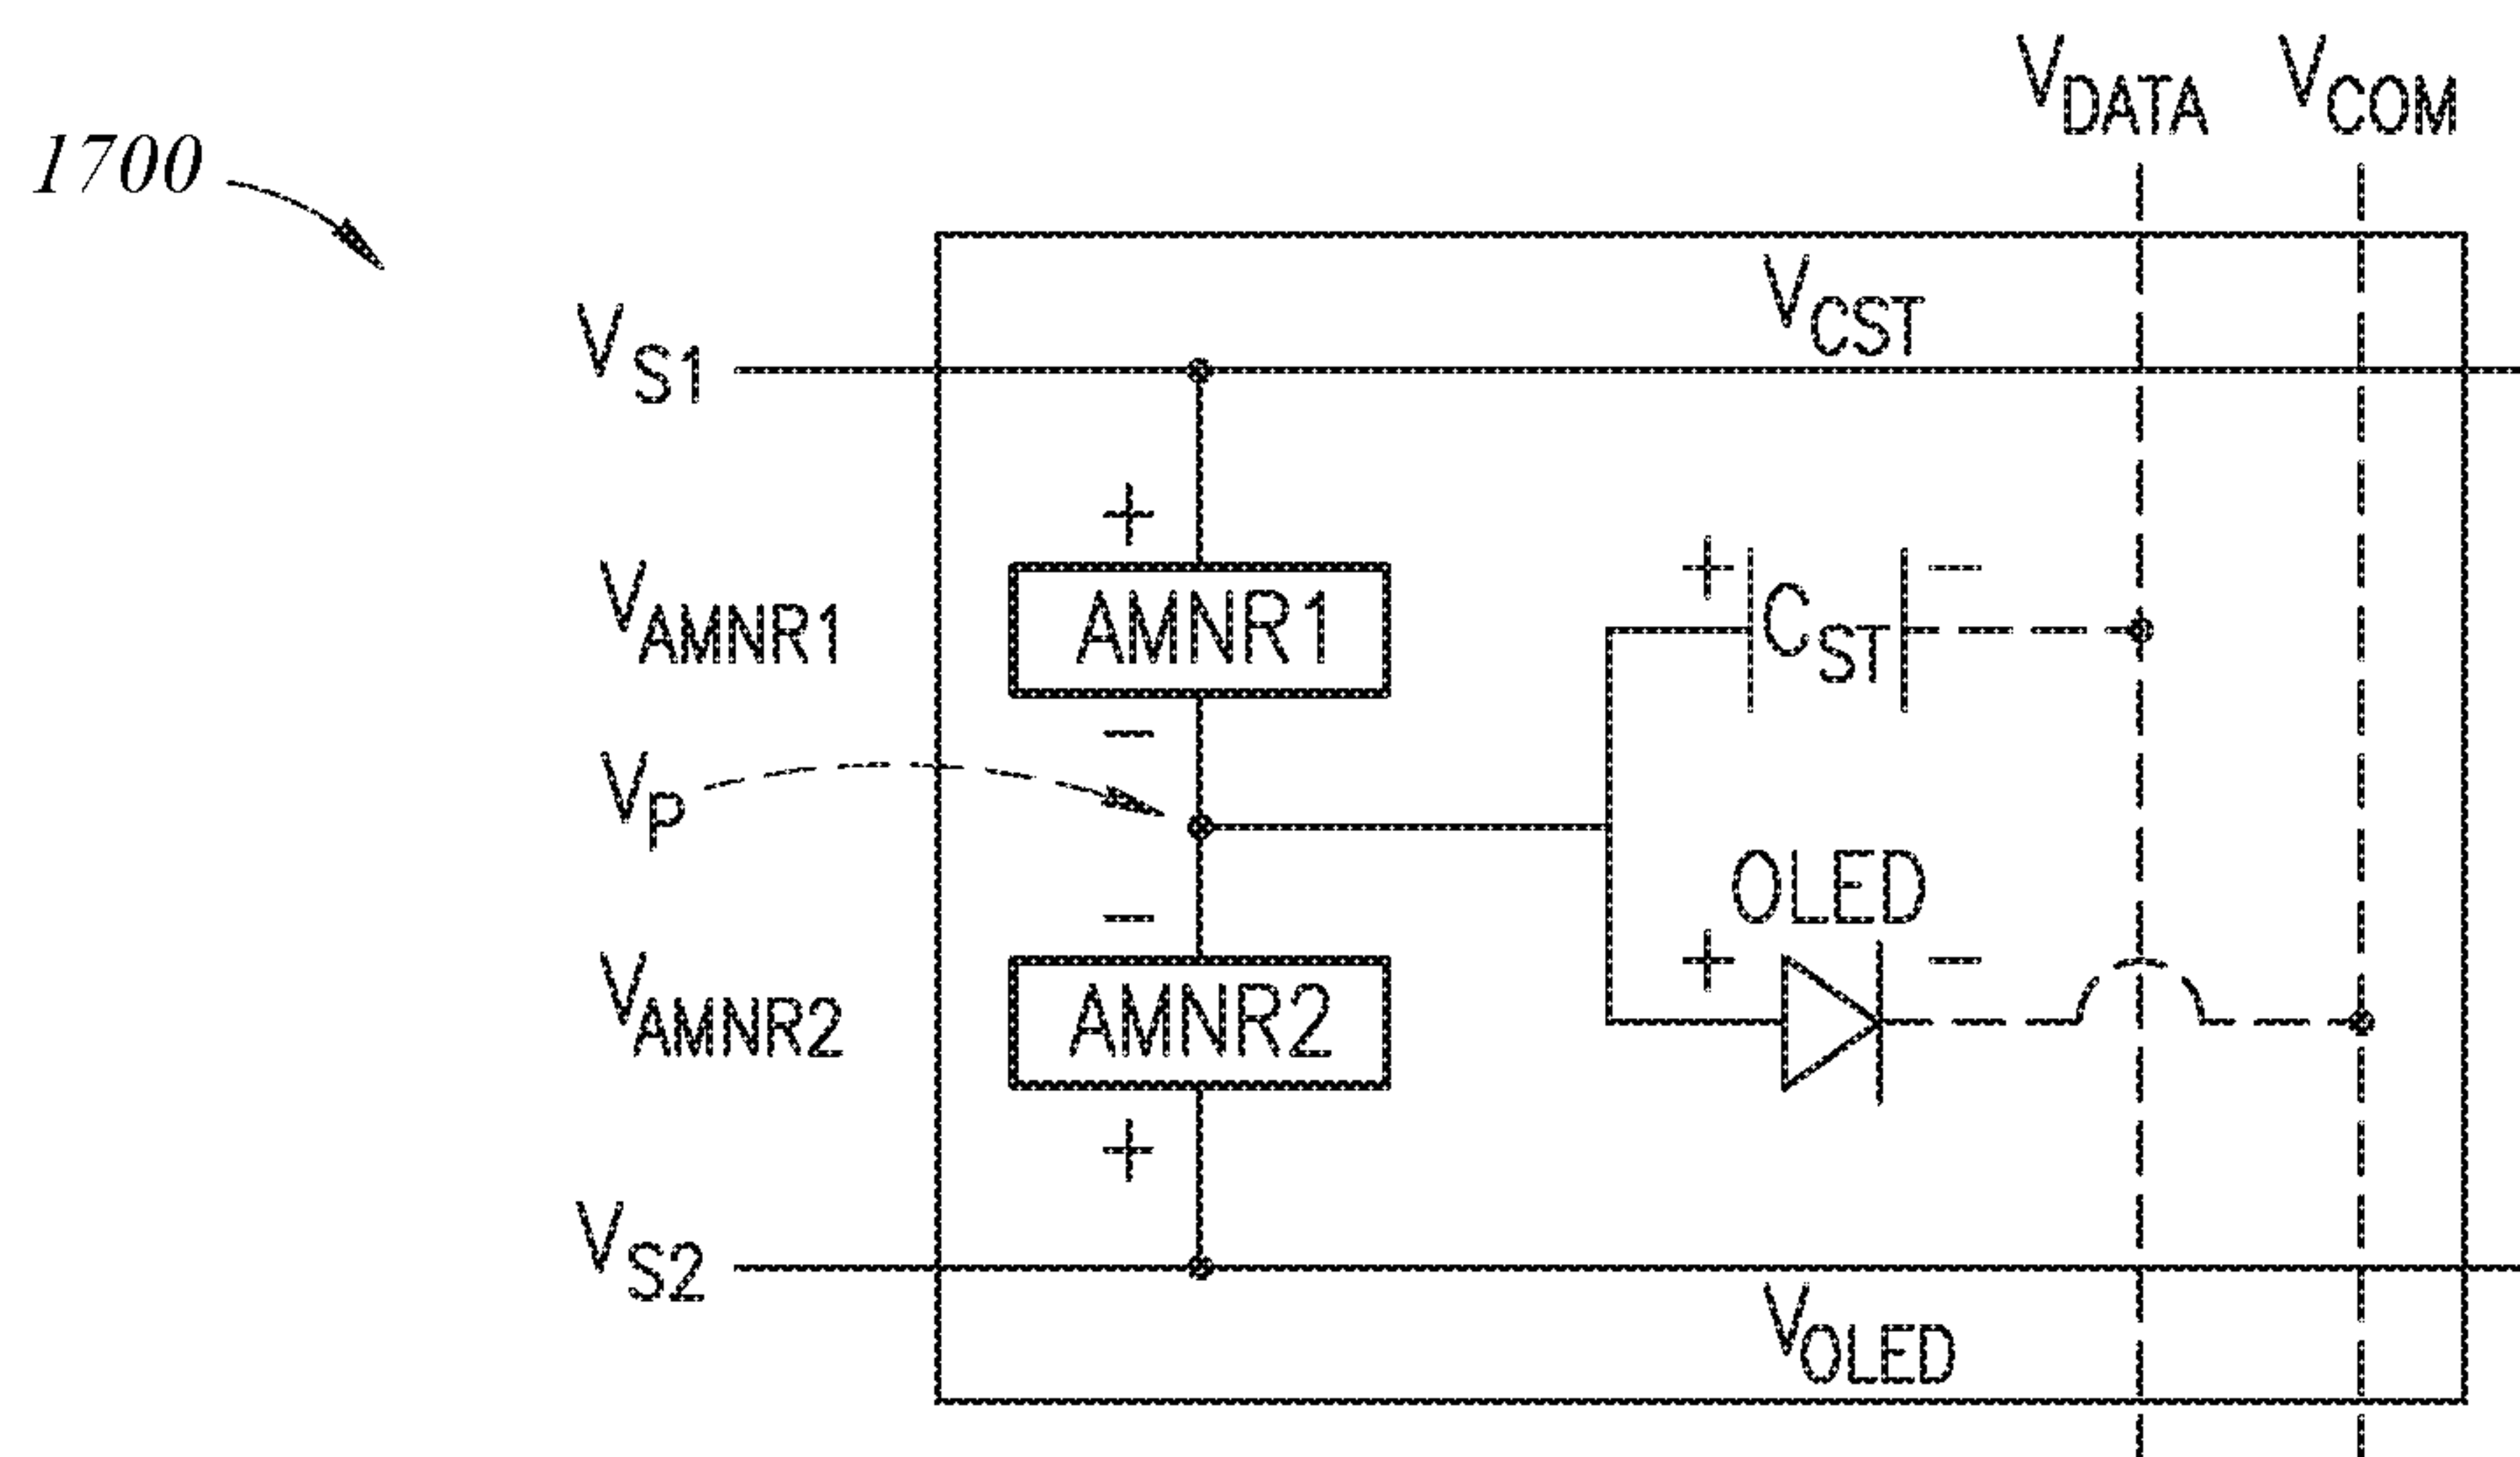 VDATA VCOM
1700
VCST
VS1
+
+ CST −
VAMNR1 AMNR1
−
VP
OLED
−
+ −
VAMNR2 AMNR2
+
VS2
VOLED